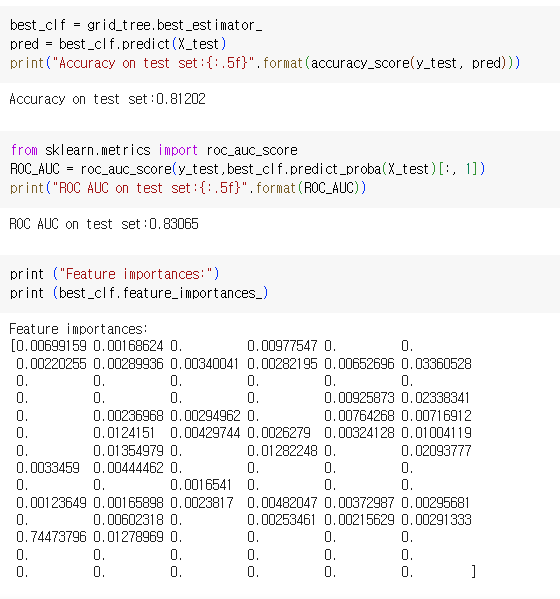 best_clf = grid_tree.best_estimator_
pred = best_clf.predict(X_test)
print("Accuracy on test set:{:.5f}".format(accuracy_score(y_test, pred)))
Accuracy on test set:0.81202
from sklearn.metrics import roc_auc_score
ROC_AUC = roc_auc_score(y_test,best_clf.predict_proba(X_test)[:, 1])
print("ROC AUC on test set:{:.5f}".format(ROC_AUC))
ROC AUC on test set:0.83065
print ("Feature importances:")
print (best_clf.feature_importances_)
Feature importances:
[0.00699159 0.00168624 0. 0.00977547 0. 0.
0.00220255 0.00289936 0.00340041 0.00282195 0.00652696 0.03360528
0. 0. 0. 0. 0. 0.
0. 0. 0. 0. 0.00925873 0.02338341
0. 0.00236968 0.00294962 0. 0.00764268 0.00716912
0. 0.0124151 0.00429744 0.0026279 0.00324128 0.01004119
0. 0.01354979 0. 0.01282248 0. 0.02093777
0.0033459 0.00444462 0. 0. 0. 0.
0. 0. 0.0016541 0. 0. 0.
0.00123649 0.00165898 0.0023817 0.00482047 0.00372987 0.00295681
0. 0.00602318 0. 0.00253461 0.00215629 0.00291333
0.74473796 0.01278969 0. 0. 0. 0.
0. 0. 0. 0. 0. 0.
0. 0. 0. 0. 0. 0. ]